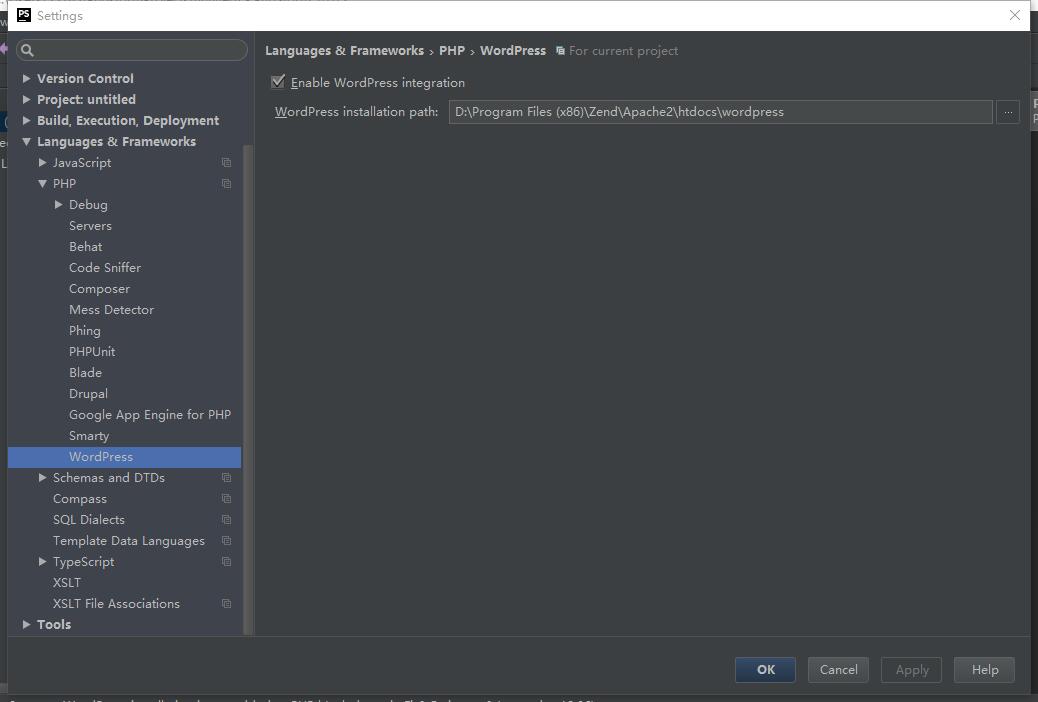 PS Settings
Languages & Frameworks › PHP › WordPress For current project
Enable WordPress integration
WordPress installation path: D:\Program Files (x86)\Zend\Apache2\htdocs\wordpress ...
Version Control
Project: untitled
Build, Execution, Deployment
Languages & Frameworks
JavaScript
PHP
Debug
Servers
Behat
Code Sniffer
Composer
Mess Detector
Phing
PHPUnit
Blade
Drupal
Google App Engine for PHP
Smarty
WordPress
Schemas and DTDs
Compass
SQL Dialects
Template Data Languages
TypeScript
XSLT
XSLT File Associations
Tools
OK Cancel Apply Help